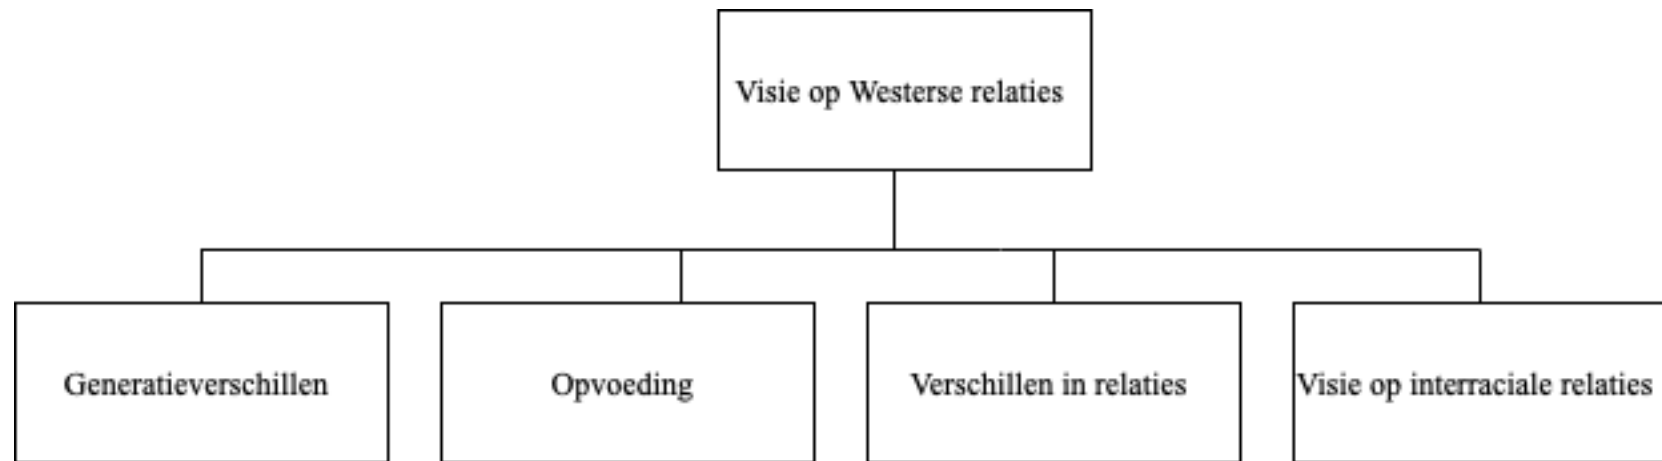 Visie op Westerse relaties
Generatieverschillen
Opvoeding
Verschillen in relaties
Visie op interraciale relaties